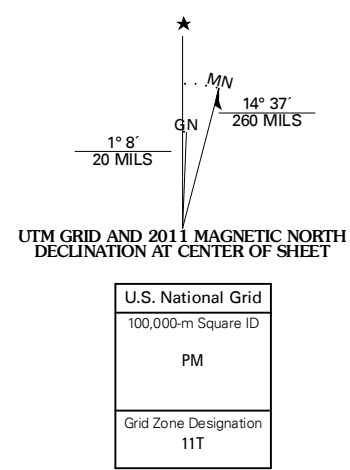 ★
MN
14° 37´
260 MILS
GN
1° 8´
20 MILS
UTM GRID AND 2011 MAGNETIC NORTH
DECLINATION AT CENTER OF SHEET
U.S. National Grid
100,000-m Square ID
PM
Grid Zone Designation
11T